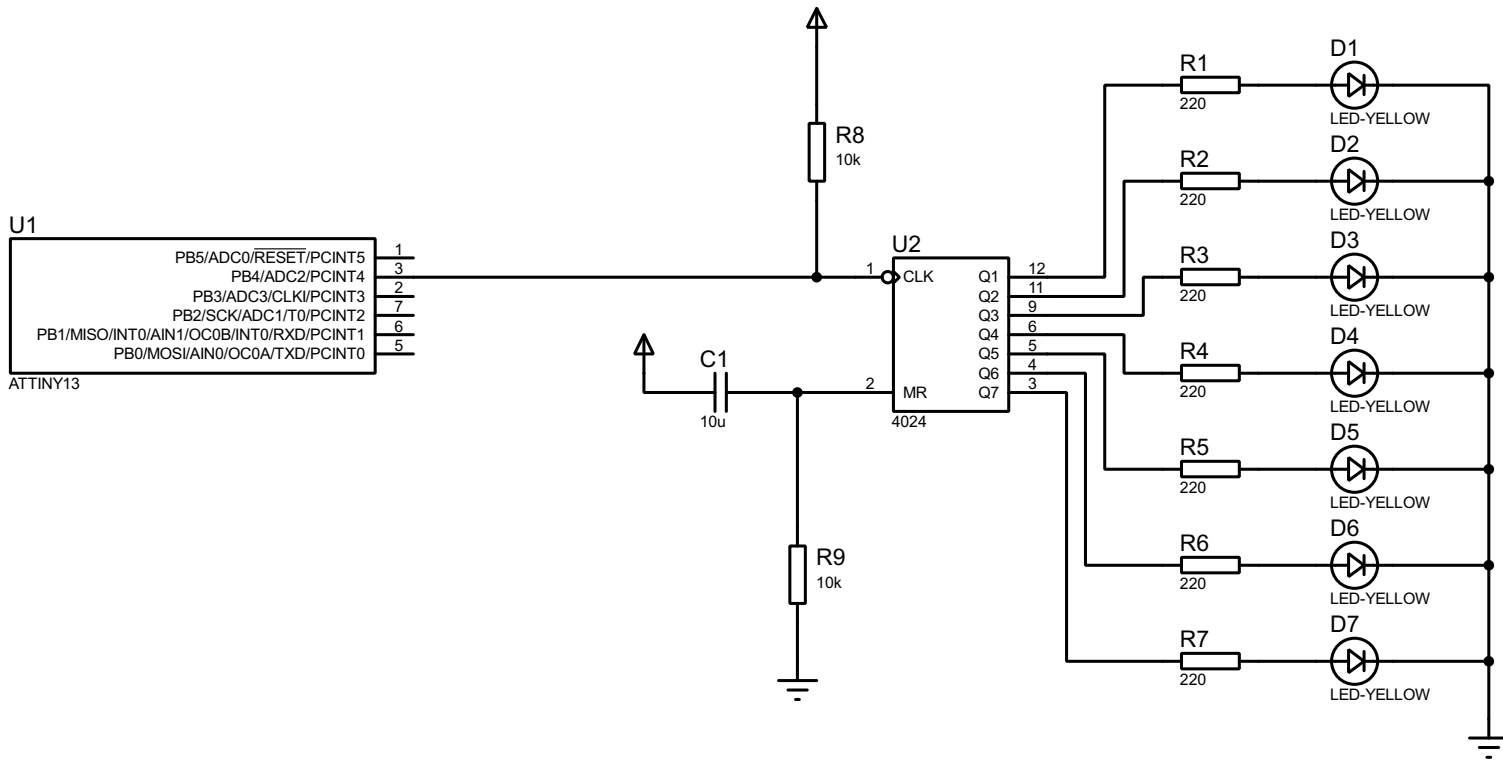 U1
PB5/ADC0/RESET/PCINT5 1
PB4/ADC2/PCINT4 3
PB3/ADC3/CLKI/PCINT3 2
PB2/SCK/ADC1/T0/PCINT2 7
PB1/MISO/INT0/AIN1/OC0B/INT0/RXD/PCINT1 6
PB0/MOSI/AIN0/OC0A/TXD/PCINT0 5
ATTINY13
R8
10k
C1
10u
R9
10k
U2
1 CLK
2 MR
Q1 12
Q2 11
Q3 9
Q4 6
Q5 5
Q6 4
Q7 3
4024
R1
220
D1
LED-YELLOW
R2
220
D2
LED-YELLOW
R3
220
D3
LED-YELLOW
R4
220
D4
LED-YELLOW
R5
220
D5
LED-YELLOW
R6
220
D6
LED-YELLOW
R7
220
D7
LED-YELLOW